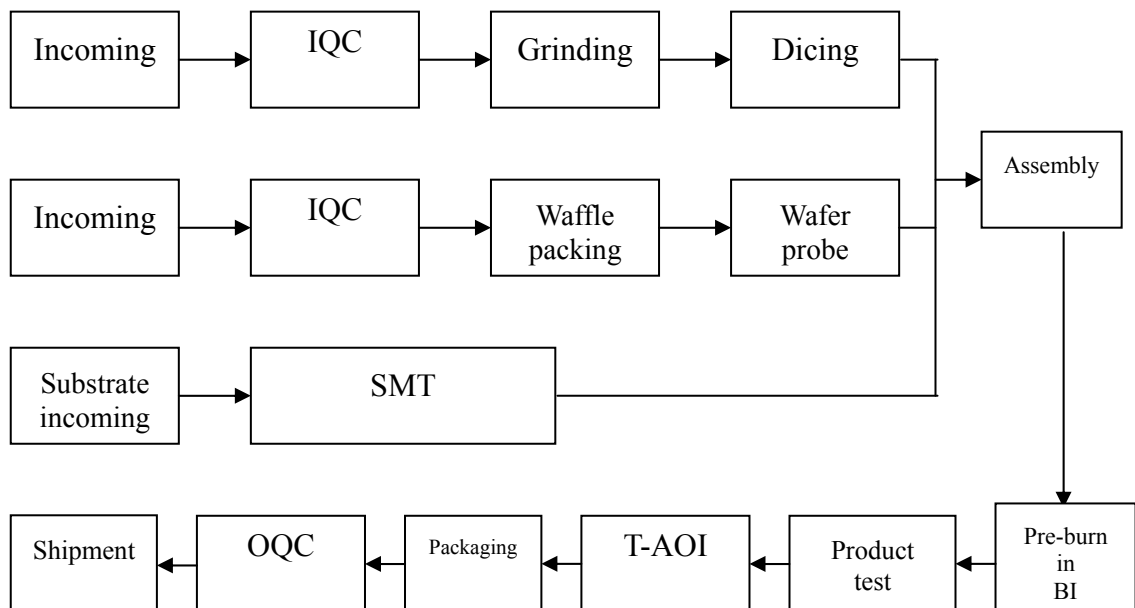 Incoming
IQC
Grinding
Dicing
Assembly
Incoming
IQC
Waffle
packing
Wafer
probe
Substrate
incoming
SMT
Shipment
OQC
Packaging
T-AOI
Product
test
Pre-burn
in
BI